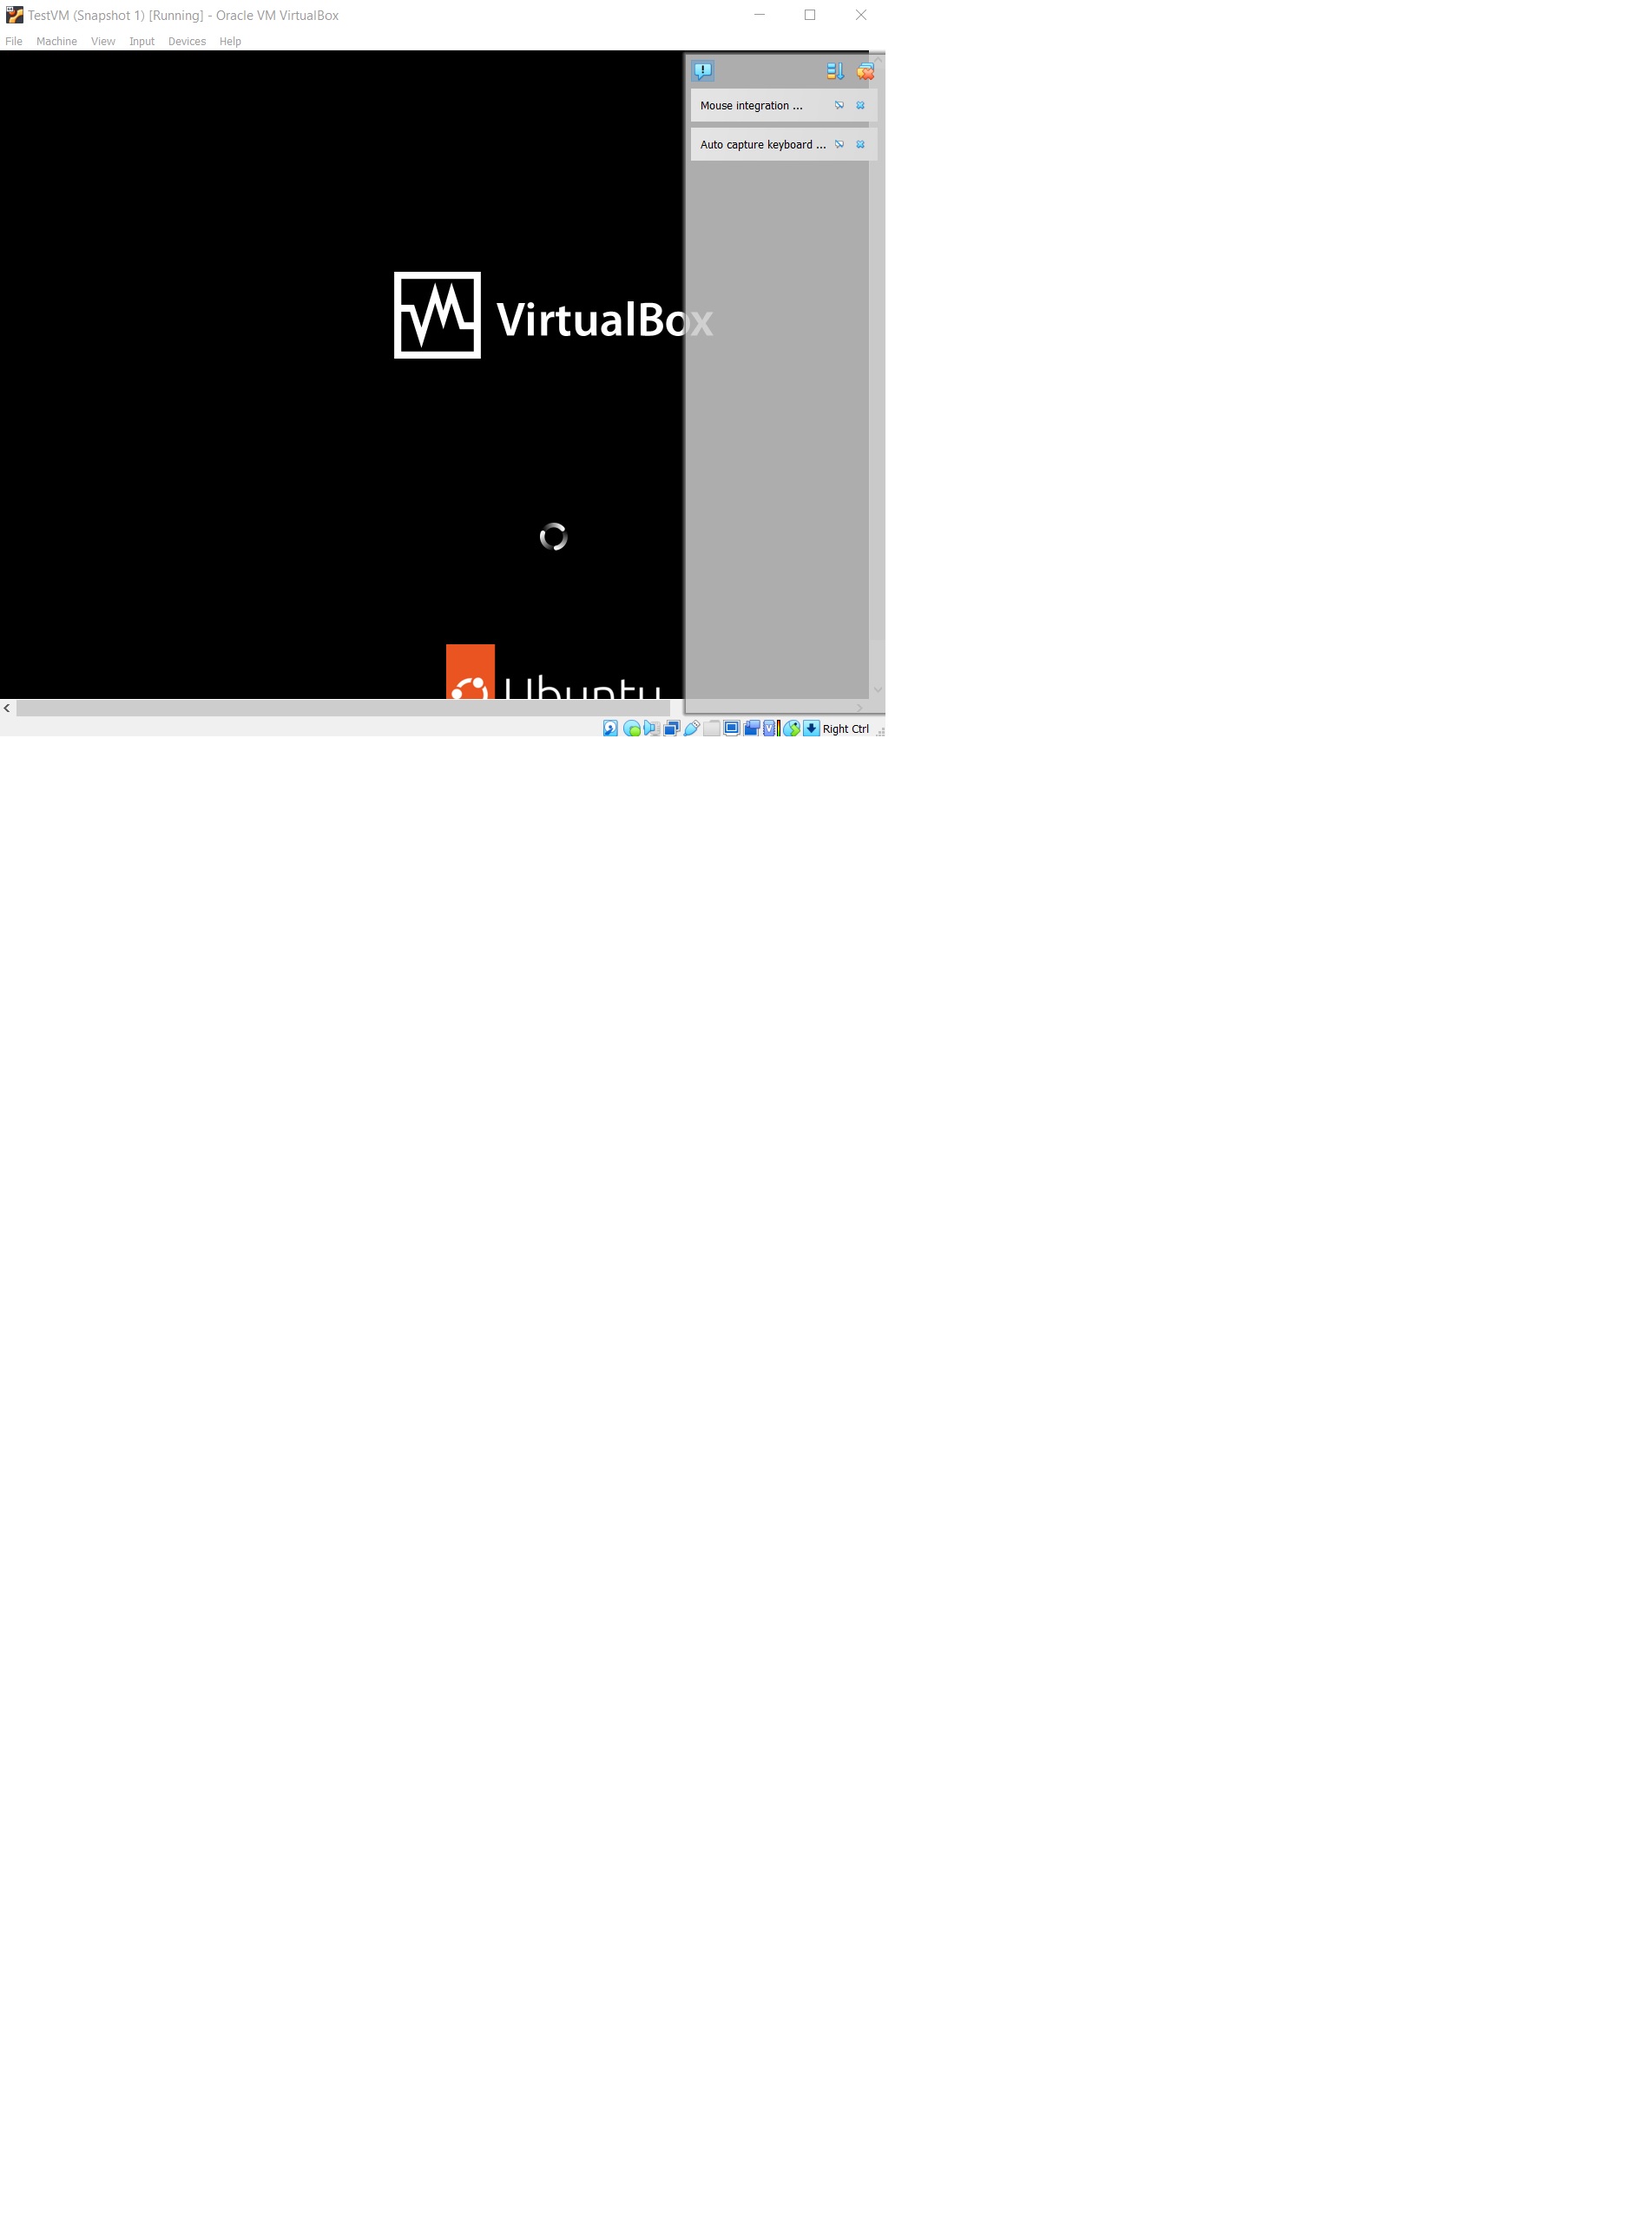 TestVM (Snapshot 1) [Running] - Oracle VM VirtualBox
File Machine View Input Devices Help
Mouse integration ...
Auto capture keyboard ...
VirtualBox
Ubuntu
Right Ctrl